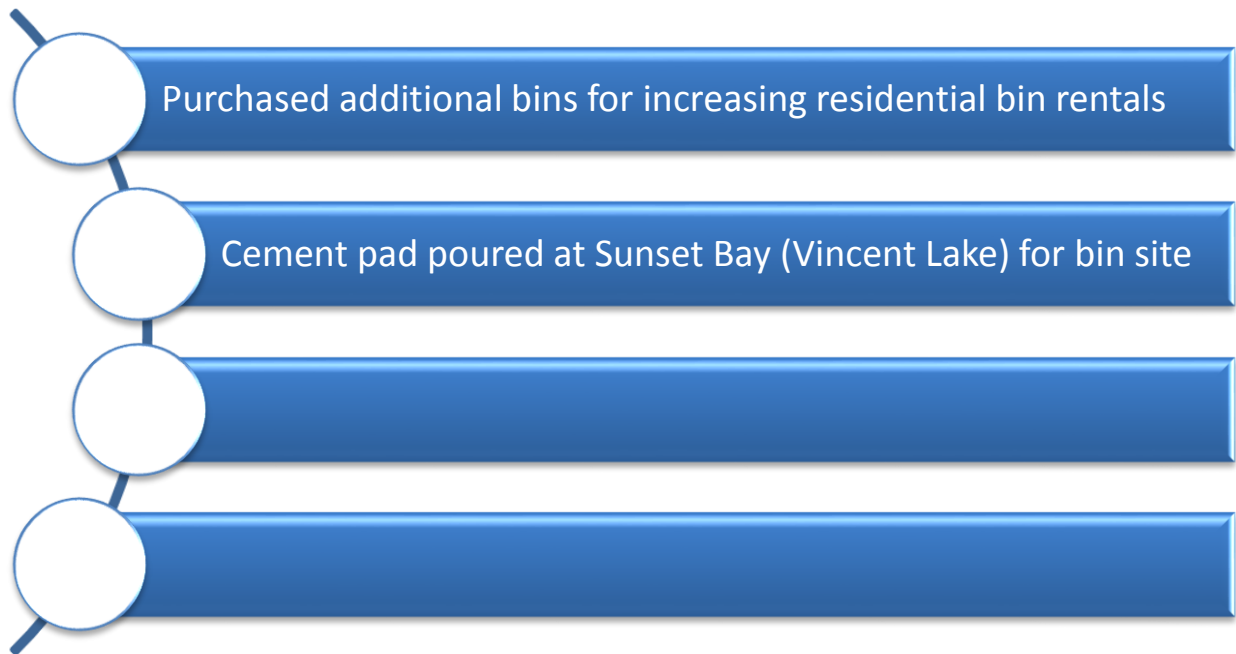 Purchased additional bins for increasing residential bin rentals
Cement pad poured at Sunset Bay (Vincent Lake) for bin site